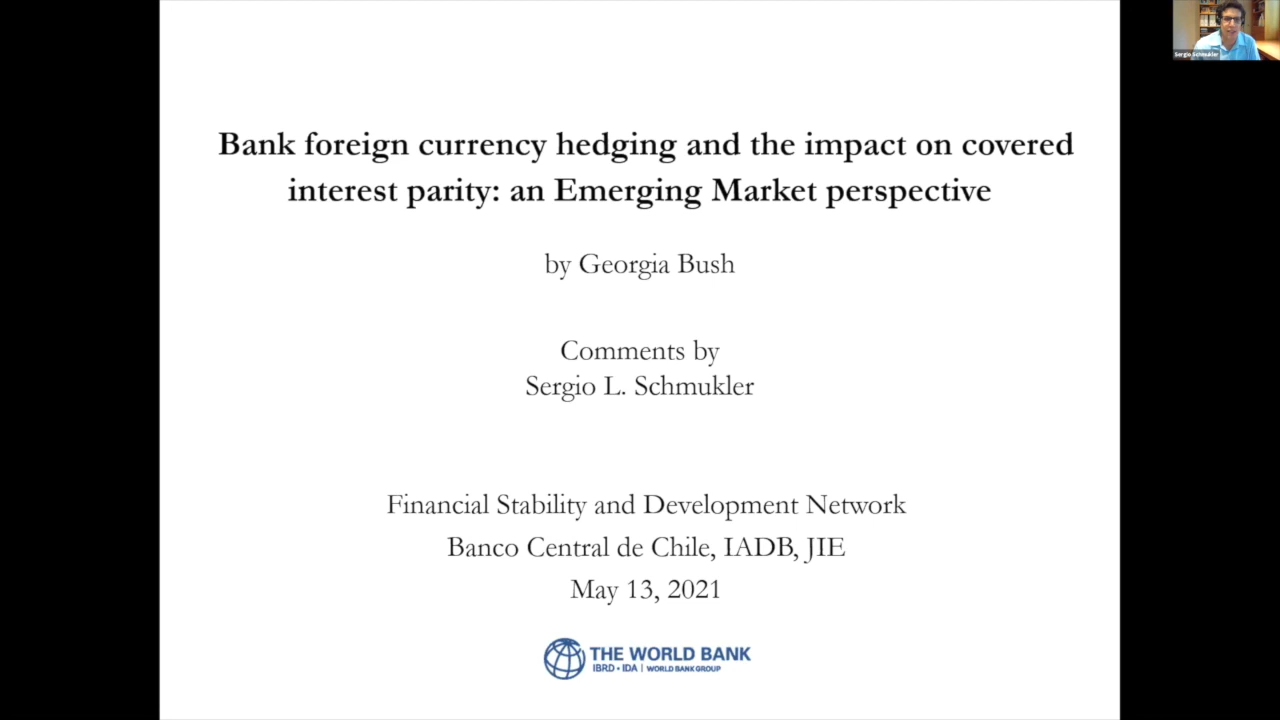 Bank foreign currency hedging and the impact on covered
interest parity: an Emerging Market perspective
by Georgia Bush
Comments by
Sergio L. Schmukler
Financial Stability and Development Network
Banco Central de Chile, IADB, JIE
May 13, 2021
THE WORLD BANK
IBRD • IDA | WORLD BANK GROUP
Sergio Schmukler